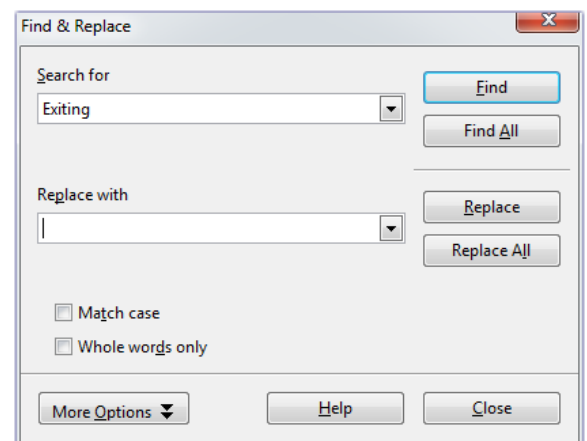 Find & Replace
Search for
Exiting
Find
Find All
Replace with
Replace
Replace All
Match case
Whole words only
More Options
Help
Close